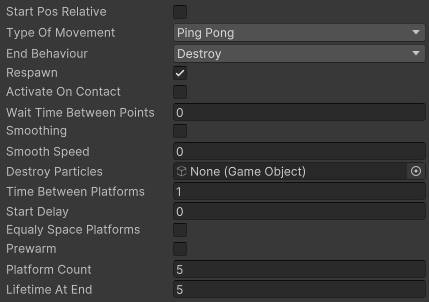 Start Pos Relative
Type Of Movement Ping Pong
End Behaviour Destroy
Respawn
Activate On Contact
Wait Time Between Points 0
Smoothing
Smooth Speed 0
Destroy Particles None (Game Object)
Time Between Platforms 1
Start Delay 0
Equaly Space Platforms
Prewarm
Platform Count 5
Lifetime At End 5